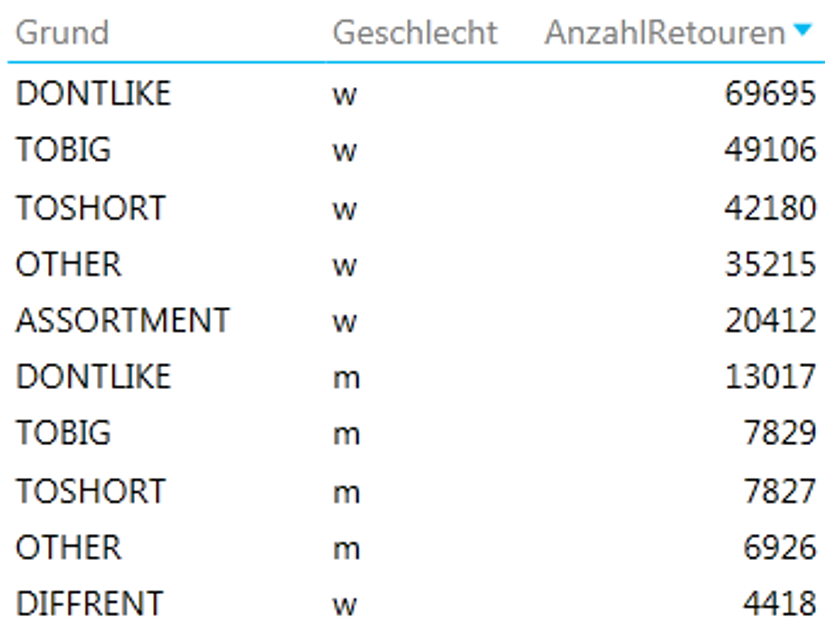 Grund Geschlecht AnzahlRetouren
DONTLIKE w 69695
TOBIG w 49106
TOSHORT w 42180
OTHER w 35215
ASSORTMENT w 20412
DONTLIKE m 13017
TOBIG m 7829
TOSHORT m 7827
OTHER m 6926
DIFFRENT w 4418